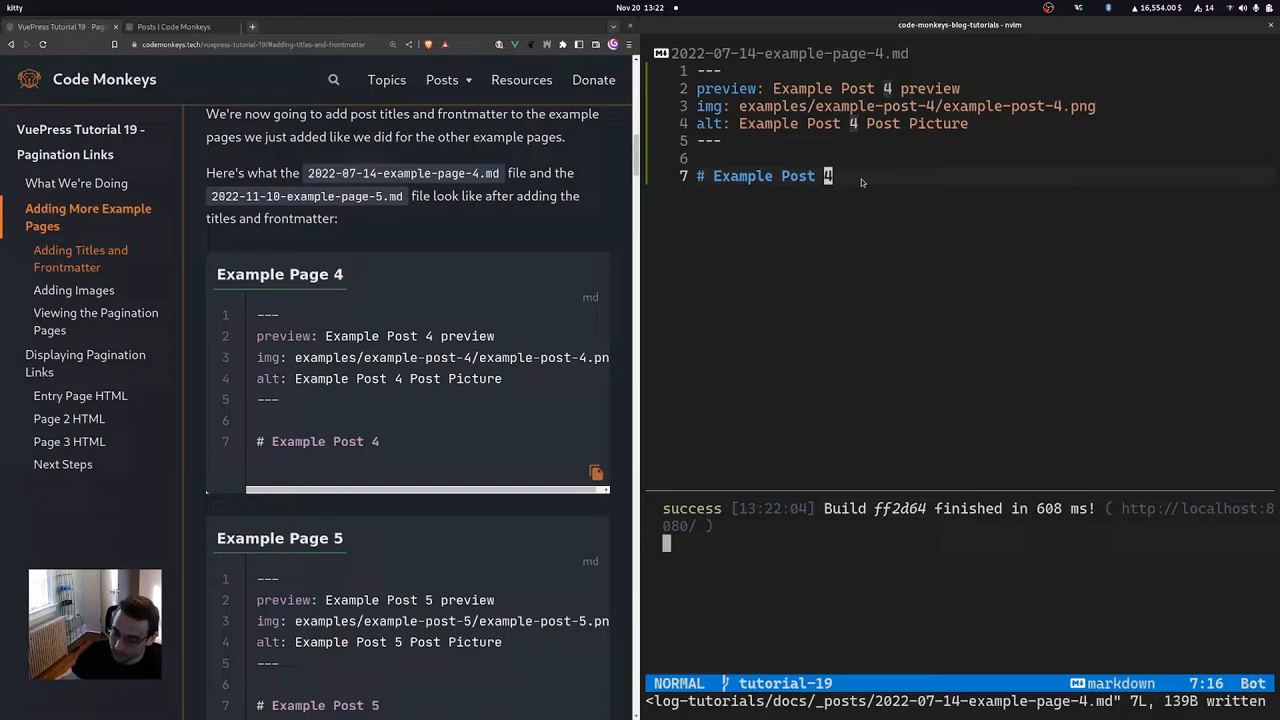 kitty
Nov 20 13:22
16,554.00 $
14
VuePress Tutorial 19 - Pag
Posts | Code Monkeys
codemonkeys.tech/vuepress-tutorial-19/#adding-titles-and-frontmatter
Code Monkeys
Topics
Posts
Resources
Donate
VuePress Tutorial 19 -
Pagination Links
What We're Doing
Adding More Example
Pages
Adding Titles and
Frontmatter
Adding Images
Viewing the Pagination
Pages
Displaying Pagination
Links
Entry Page HTML
Page 2 HTML
Page 3 HTML
Next Steps
We're now going to add post titles and frontmatter to the example
pages we just added like we did for the other example pages.
Here's what the 2022-07-14-example-page-4.md file and the
2022-11-10-example-page-5.md file look like after adding the
titles and frontmatter:
Example Page 4
md
1 ---
2 preview: Example Post 4 preview
3 img: examples/example-post-4/example-post-4.pn
4 alt: Example Post 4 Post Picture
5 ---
6
7 # Example Post 4
Example Page 5
md
1 ---
2 preview: Example Post 5 preview
3 img: examples/example-post-5/example-post-5.pn
4 alt: Example Post 5 Post Picture
5 ---
6
7 # Example Post 5
code-monkeys-blog-tutorials - nvim
2022-07-14-example-page-4.md
1 ---
2 preview: Example Post 4 preview
3 img: examples/example-post-4/example-post-4.png
4 alt: Example Post 4 Post Picture
5 ---
6
7 # Example Post 4
success [13:22:04] Build ff2d64 finished in 608 ms! ( http://localhost:8
080/ )
NORMAL tutorial-19 markdown 7:16 Bot
<log-tutorials/docs/_posts/2022-07-14-example-page-4.md" 7L, 139B written